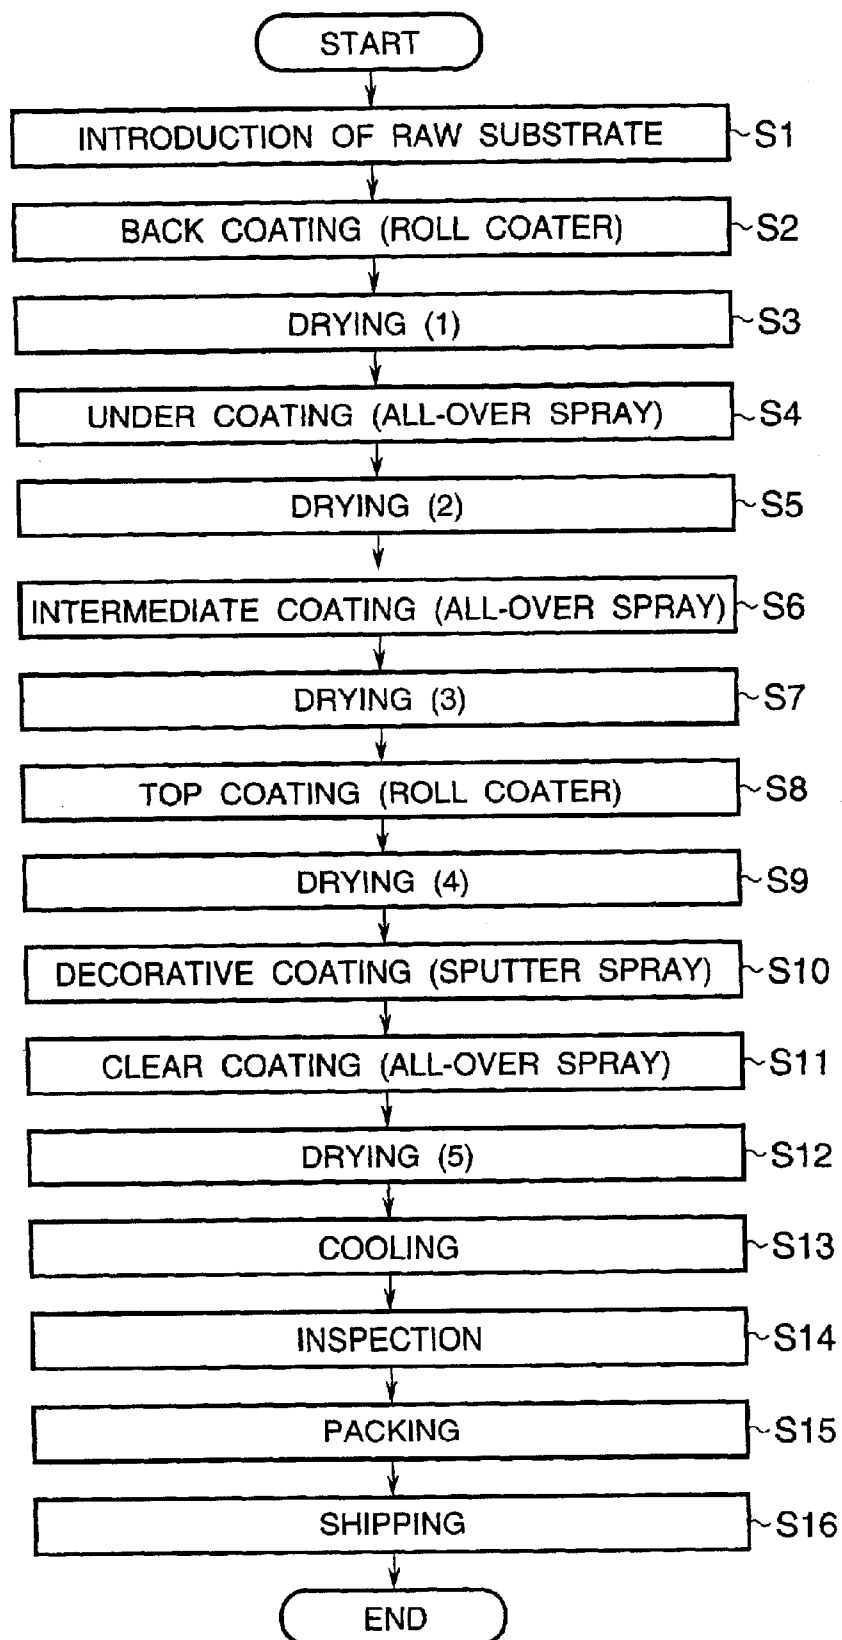 START
INTRODUCTION OF RAW SUBSTRATE S1
BACK COATING (ROLL COATER) S2
DRYING (1) S3
UNDER COATING (ALL-OVER SPRAY) S4
DRYING (2) S5
INTERMEDIATE COATING (ALL-OVER SPRAY) S6
DRYING (3) S7
TOP COATING (ROLL COATER) S8
DRYING (4) S9
DECORATIVE COATING (SPUTTER SPRAY) S10
CLEAR COATING (ALL-OVER SPRAY) S11
DRYING (5) S12
COOLING S13
INSPECTION S14
PACKING S15
SHIPPING S16
END